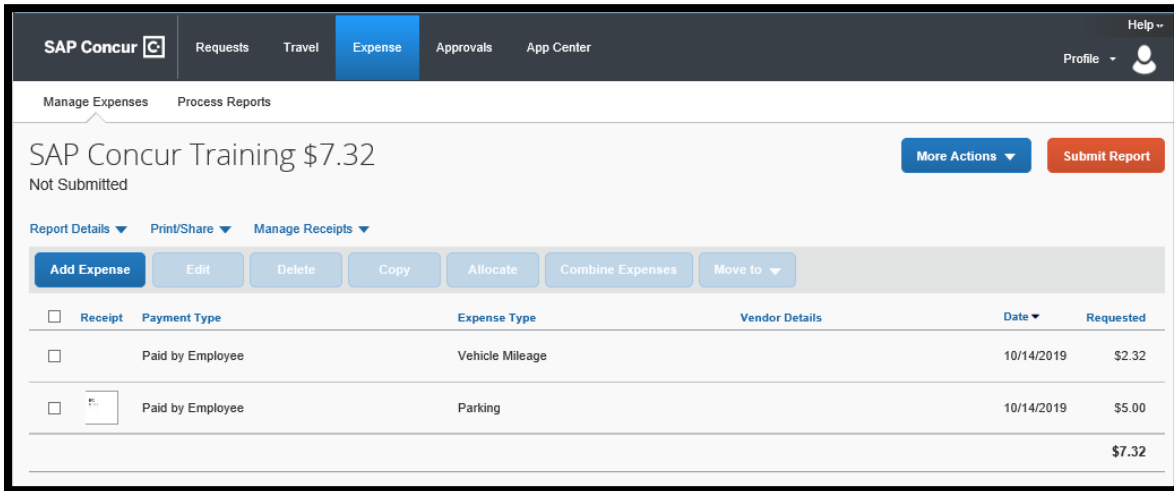 Help
SAP Concur C Requests Travel Expense Approvals App Center
Profile
Manage Expenses Process Reports
SAP Concur Training $7.32
More Actions Submit Report
Not Submitted
Report Details Print/Share Manage Receipts
Add Expense Edit Delete Copy Allocate Combine Expenses Move to
Receipt Payment Type Expense Type Vendor Details Date Requested
Paid by Employee Vehicle Mileage 10/14/2019 $2.32
Paid by Employee Parking 10/14/2019 $5.00
$7.32